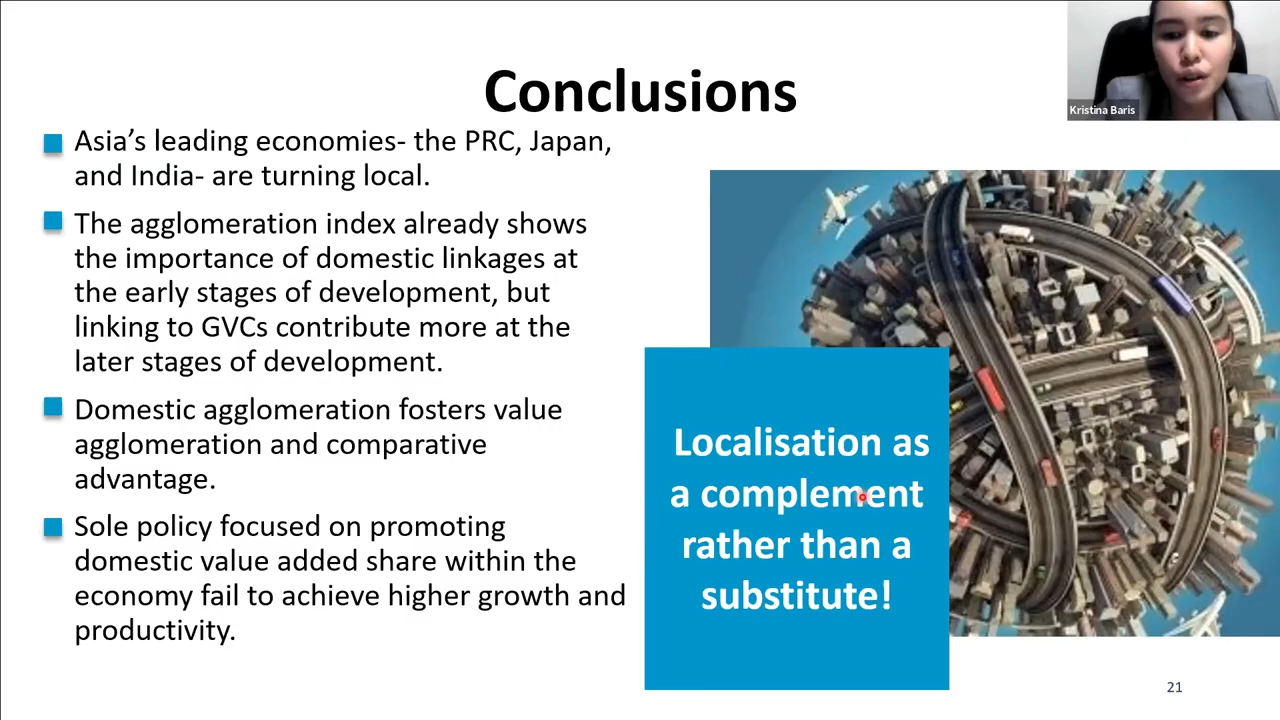 Conclusions
Kristina Baris
Asia’s leading economies- the PRC, Japan,
and India- are turning local.
The agglomeration index already shows
the importance of domestic linkages at
the early stages of development, but
linking to GVCs contribute more at the
later stages of development.
Domestic agglomeration fosters value
agglomeration and comparative
advantage.
Sole policy focused on promoting
domestic value added share within the
economy fail to achieve higher growth and
productivity.
Localisation as
a complement
rather than a
substitute!
21